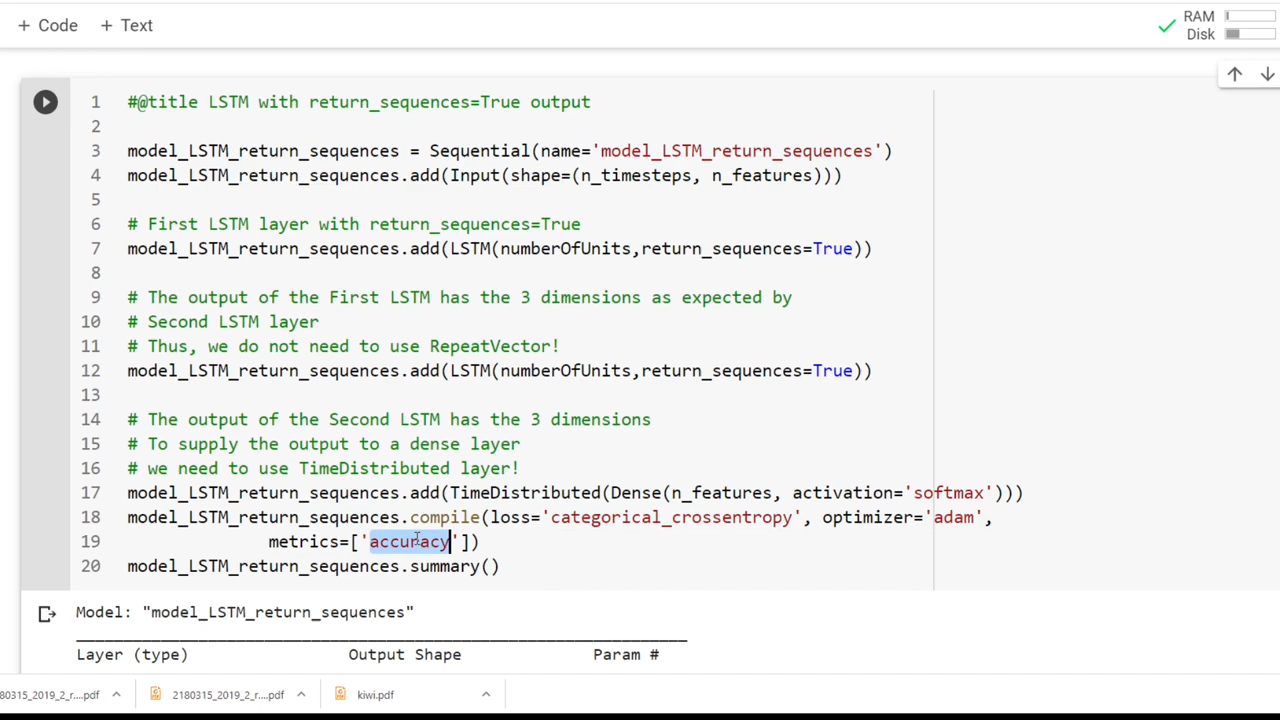 + Code + Text
RAM
Disk
1 #@title LSTM with return_sequences=True output
2
3 model_LSTM_return_sequences = Sequential(name='model_LSTM_return_sequences')
4 model_LSTM_return_sequences.add(Input(shape=(n_timesteps, n_features)))
5
6 # First LSTM layer with return_sequences=True
7 model_LSTM_return_sequences.add(LSTM(numberOfUnits,return_sequences=True))
8
9 # The output of the First LSTM has the 3 dimensions as expected by
10 # Second LSTM layer
11 # Thus, we do not need to use RepeatVector!
12 model_LSTM_return_sequences.add(LSTM(numberOfUnits,return_sequences=True))
13
14 # The output of the Second LSTM has the 3 dimensions
15 # To supply the output to a dense layer
16 # we need to use TimeDistributed layer!
17 model_LSTM_return_sequences.add(TimeDistributed(Dense(n_features, activation='softmax')))
18 model_LSTM_return_sequences.compile(loss='categorical_crossentropy', optimizer='adam',
19 metrics=['accuracy'])
20 model_LSTM_return_sequences.summary()
Model: "model_LSTM_return_sequences"
Layer (type) Output Shape Param #
80315_2019_2_r....pdf 2180315_2019_2_r....pdf kiwi.pdf